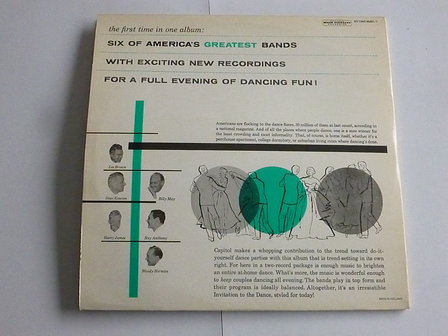 the first time in one album:
SIX OF AMERICA'S GREATEST BANDS
WITH EXCITING NEW RECORDINGS
FOR A FULL EVENING OF DANCING FUN!
Americans are flocking to the dance floors. 35 million of them at last count, according to
a national magazine. And of all the places where people dance, one is a sure winner for
the least crowding and most informality. That, of course, is home itself, whether it's a
penthouse apartment, college dormitory, or suburban living room where dancing's done.
Les Brown
Stan Kenton
Billy May
Harry James
Ray Anthony
Woody Herman
Capitol makes a whopping contribution to the trend toward do-it-
yourself dance parties with this album that is trend-setting in its own
right. For here in a two-record package is enough music to brighten
an entire at-home dance. What's more, the music is wonderful enough
to keep couples dancing all evening. The bands play in top form and
their program is ideally balanced. Altogether, it's an irresistible
Invitation to the Dance, styled for today!